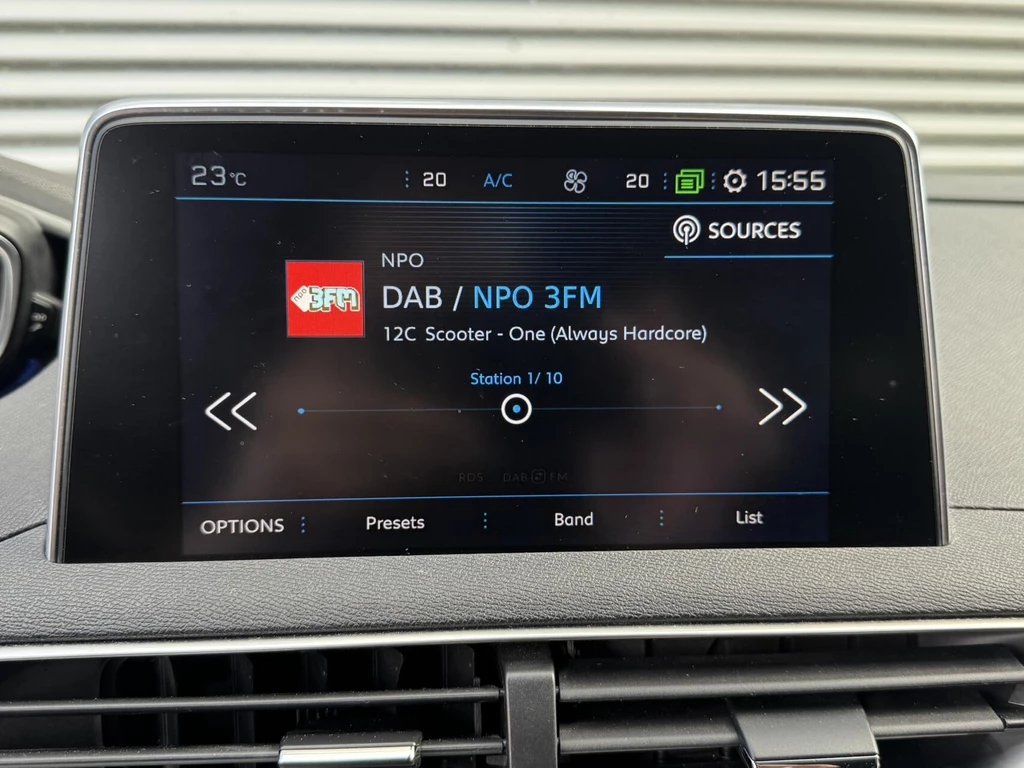 23°C 20 A/C 20 15:55
SOURCES
NPO
npo 3FM
DAB / NPO 3FM
12C Scooter - One (Always Hardcore)
Station 1/ 10
RDS DAB FM
OPTIONS Presets Band List